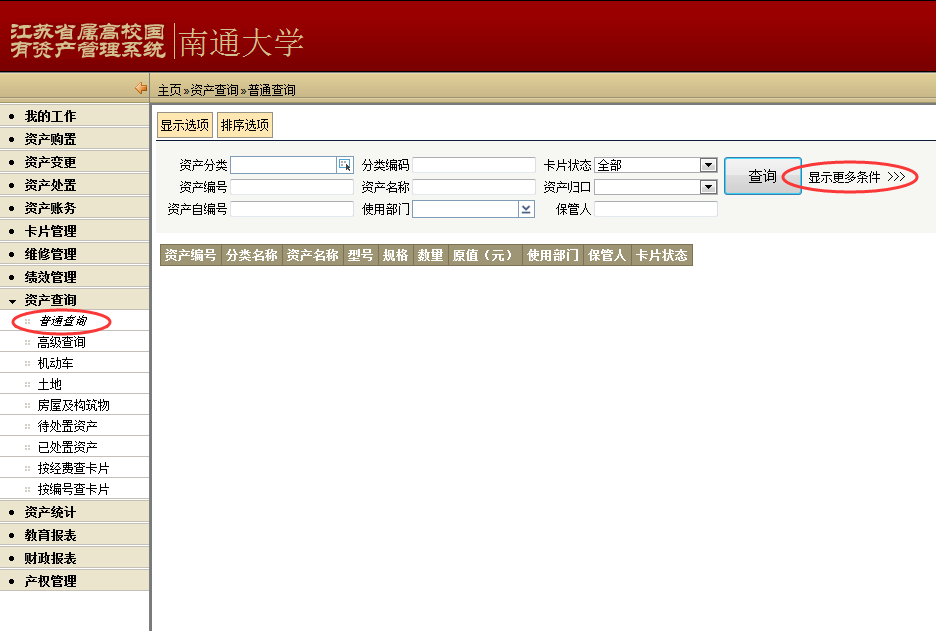 江苏省属高校国
有资产管理系统
南通大学
主页»资产查询»普通查询
我的工作
资产购置
资产变更
资产处置
资产账务
卡片管理
维修管理
绩效管理
资产查询
普通查询
高级查询
机动车
土地
房屋及构筑物
待处置资产
已处置资产
按经费查卡片
按编号查卡片
资产统计
教育报表
财政报表
产权管理
显示选项 排序选项
资产分类 分类编码 卡片状态 全部
资产编号 资产名称 资产归口
资产自编号 使用部门 保管人
查询 显示更多条件 >>>
资产编号 分类名称 资产名称 型号 规格 数量 原值（元） 使用部门 保管人 卡片状态